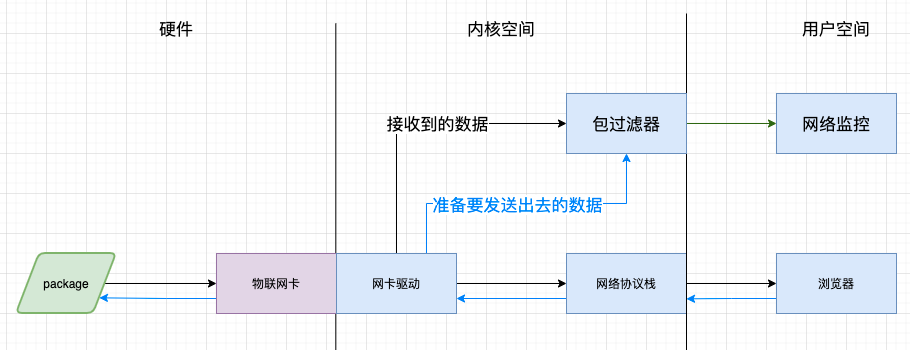 硬件
内核空间
用户空间
接收到的数据
包过滤器
网络监控
准备要发送出去的数据
package
物联网卡
网卡驱动
网络协议栈
浏览器